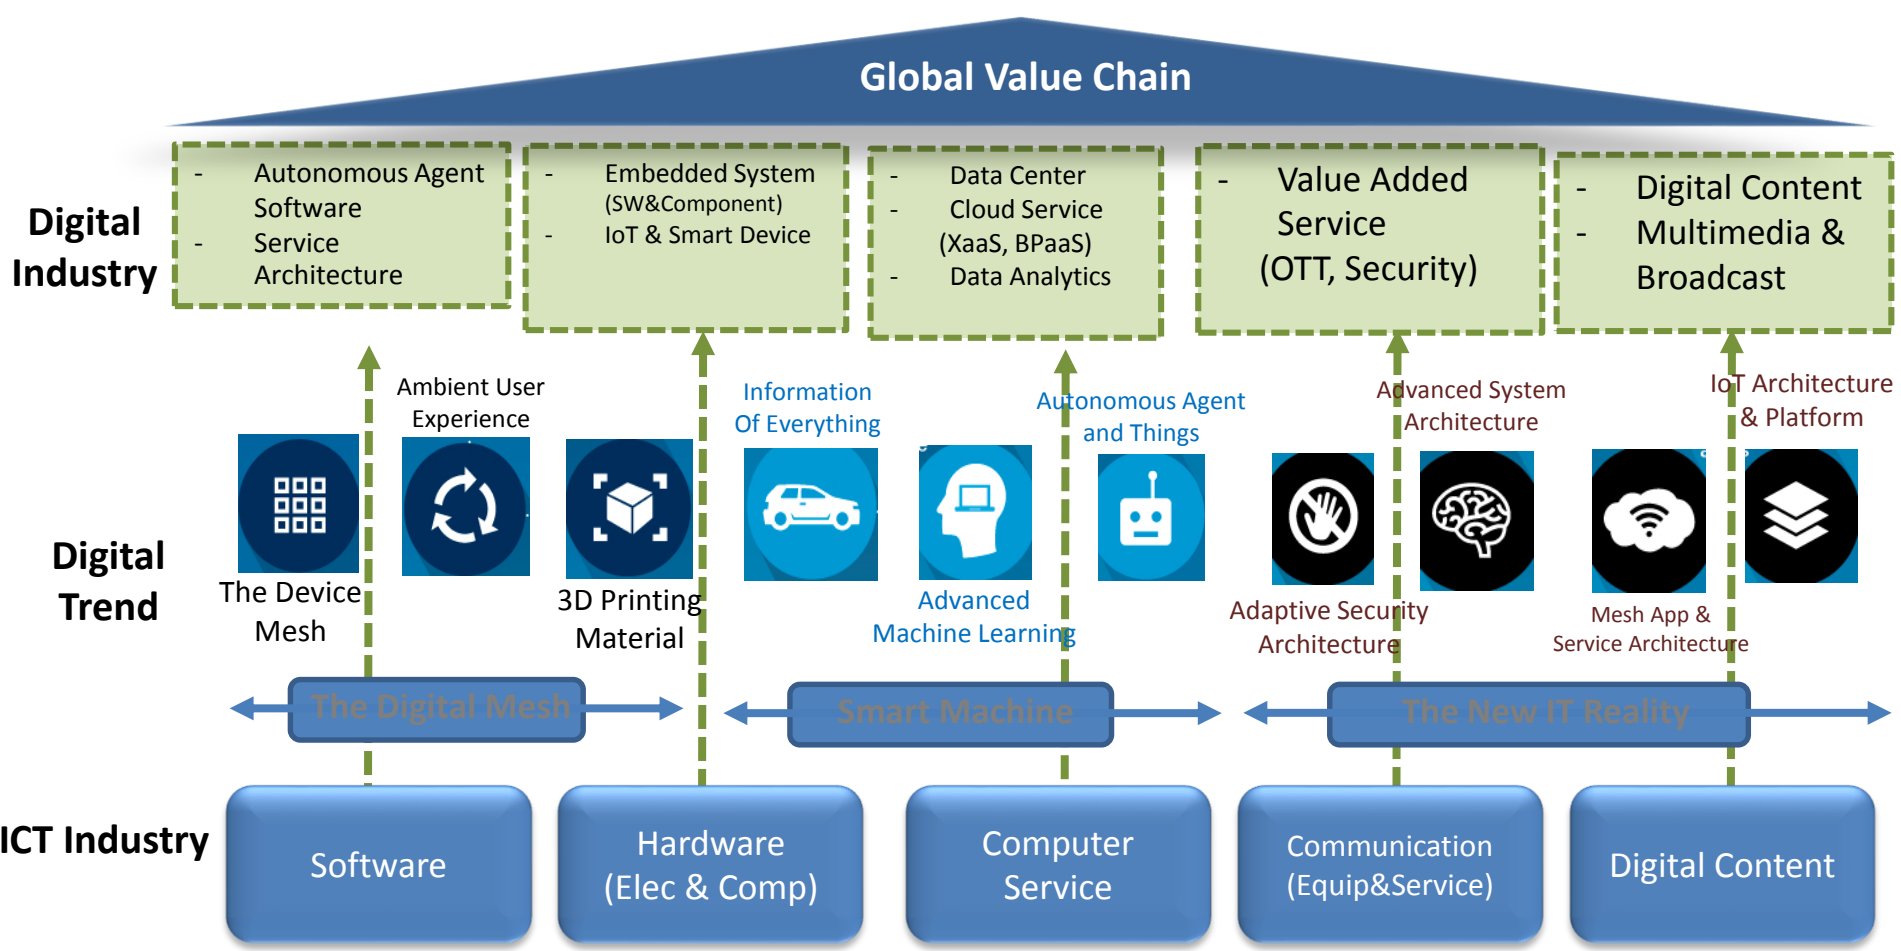 Global Value Chain
Digital
Industry
- Autonomous Agent
Software
- Service
Architecture
- Embedded System
(SW&Component)
- IoT & Smart Device
- Data Center
- Cloud Service
(XaaS, BPaaS)
- Data Analytics
- Value Added
Service
(OTT, Security)
- Digital Content
- Multimedia &
Broadcast
Digital
Trend
The Device
Mesh
Ambient User
Experience
3D Printing
Material
Information
Of Everything
Advanced
Machine Learning
Autonomous Agent
and Things
Adaptive Security
Architecture
Advanced System
Architecture
Mesh App &
Service Architecture
IoT Architecture
& Platform
The Digital Mesh
Smart Machine
The New IT Reality
ICT Industry
Software
Hardware
(Elec & Comp)
Computer
Service
Communication
(Equip&Service)
Digital Content